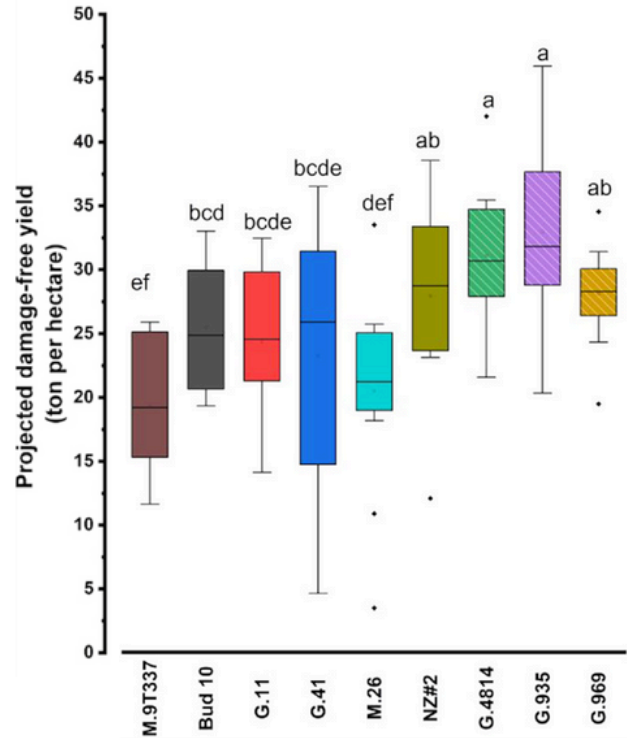 Projected damage-free yield
(ton per hectare)
50
45
40
35
30
25
20
15
10
5
0
ef
bcd
bcde
bcde
def
ab
a
a
ab
M.9T337
Bud 10
G.11
G.41
M.26
NZ#2
G.4814
G.935
G.969